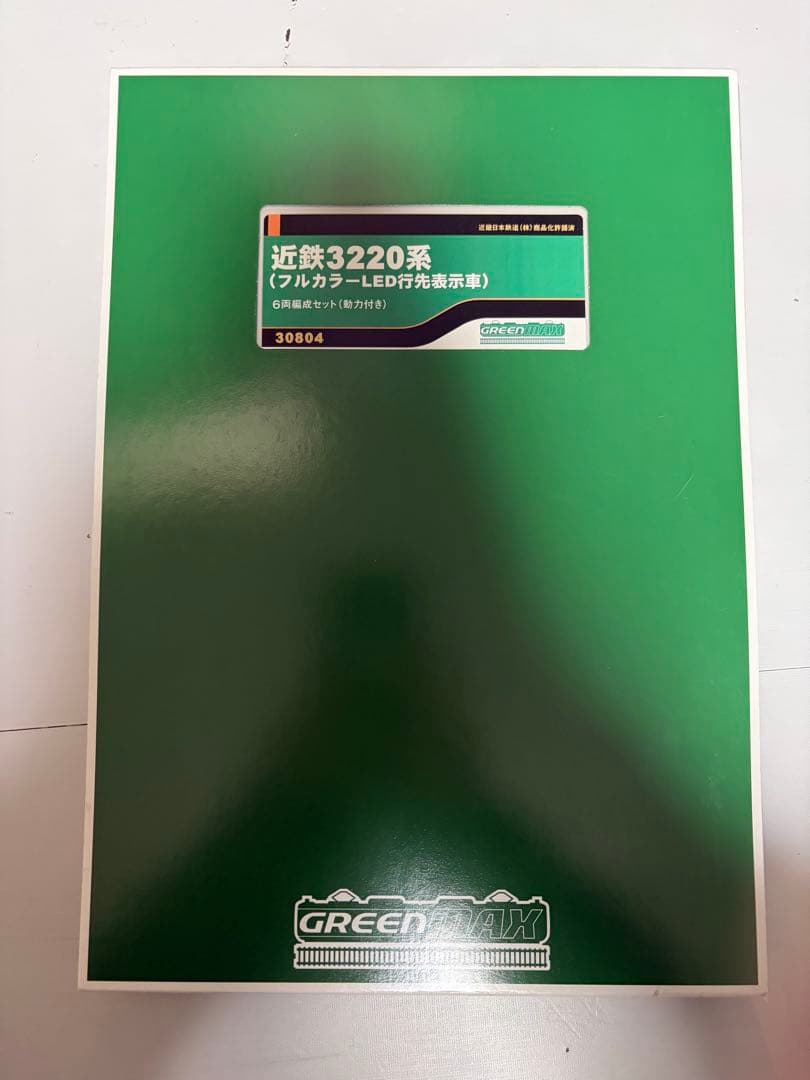 近畿日本鉄道(株)商品化許諾済
近鉄3220系
(フルカラーLED行先表示車)
6両編成セット(動力付き)
30804
GREENMAX
GREENMAX